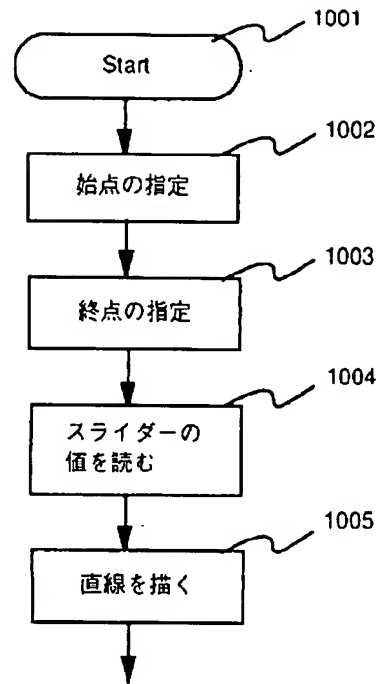 1001
Start
1002
始点の指定
1003
終点の指定
1004
スライダーの
値を読む
1005
直線を描く